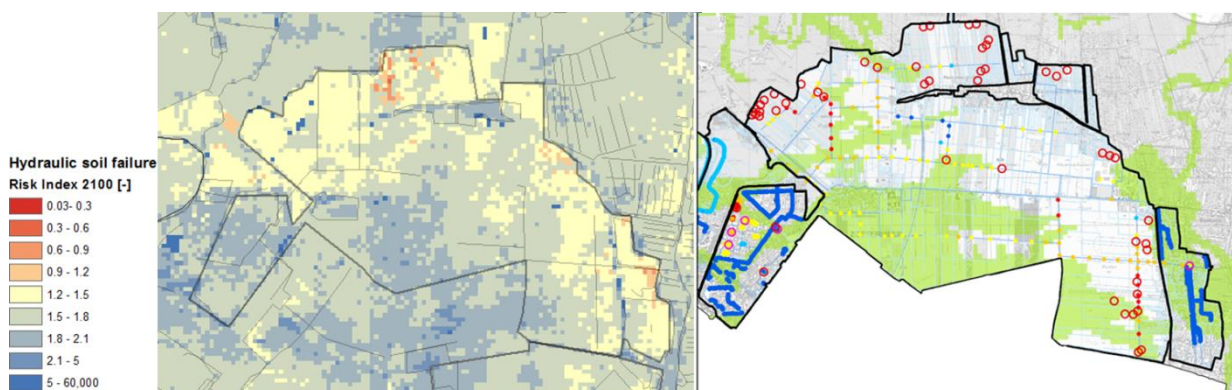 Hydraulic soil failure
Risk Index 2100 [-]
0.03- 0.3
0.3 - 0.6
0.6 - 0.9
0.9 - 1.2
1.2 - 1.5
1.5 - 1.8
1.8 - 2.1
2.1 - 5
5 - 60,000